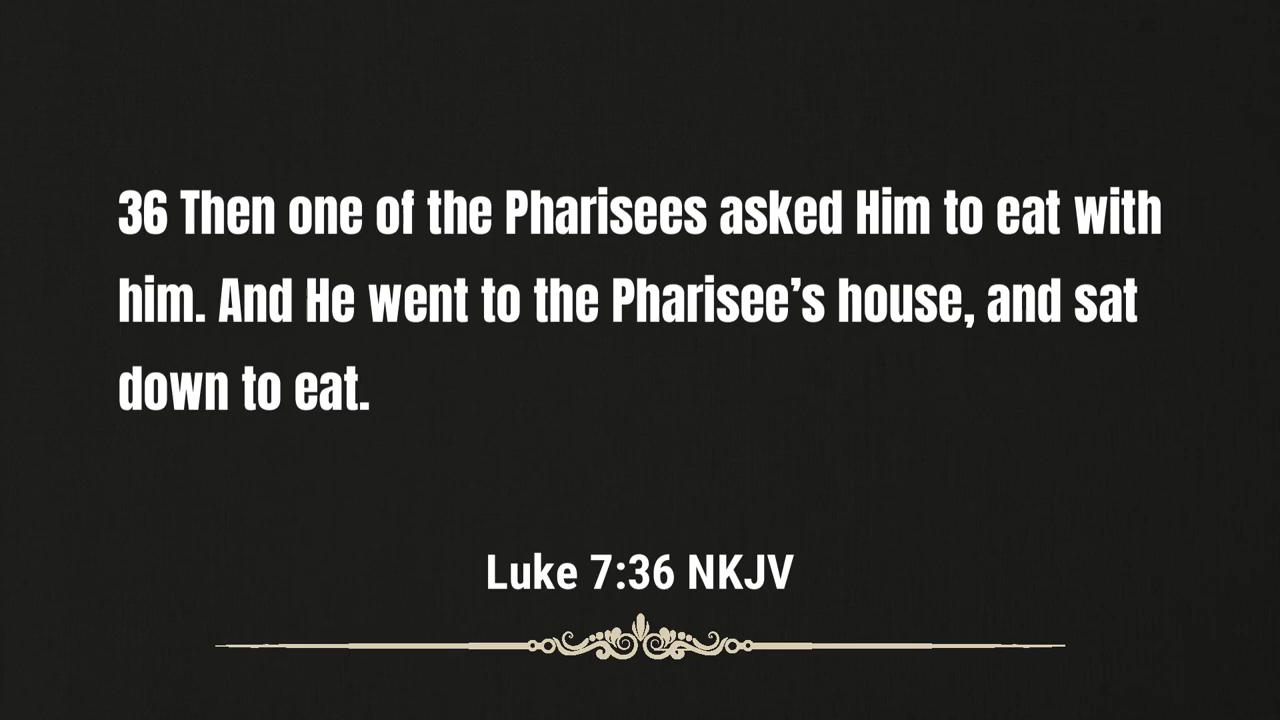 36 Then one of the Pharisees asked Him to eat with
him. And He went to the Pharisee’s house, and sat
down to eat.
Luke 7:36 NKJV